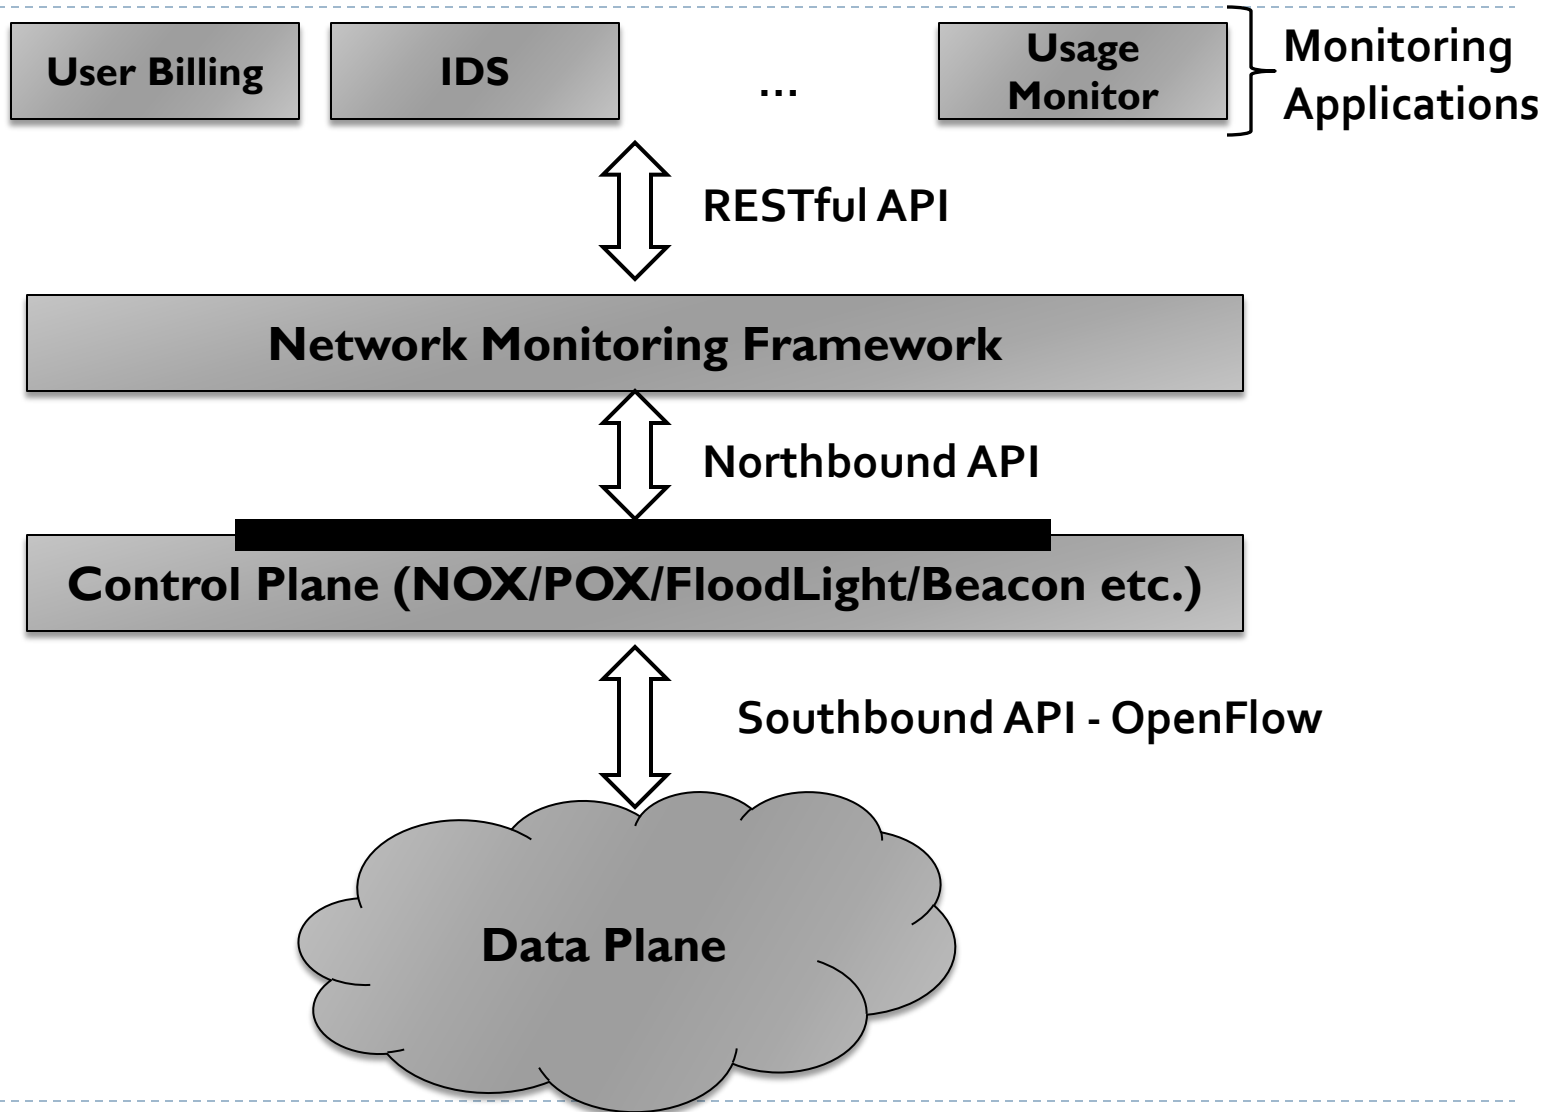 User Billing
IDS
...
Usage
Monitor
Monitoring
Applications
RESTful API
Network Monitoring Framework
Northbound API
Control Plane (NOX/POX/FloodLight/Beacon etc.)
Southbound API - OpenFlow
Data Plane